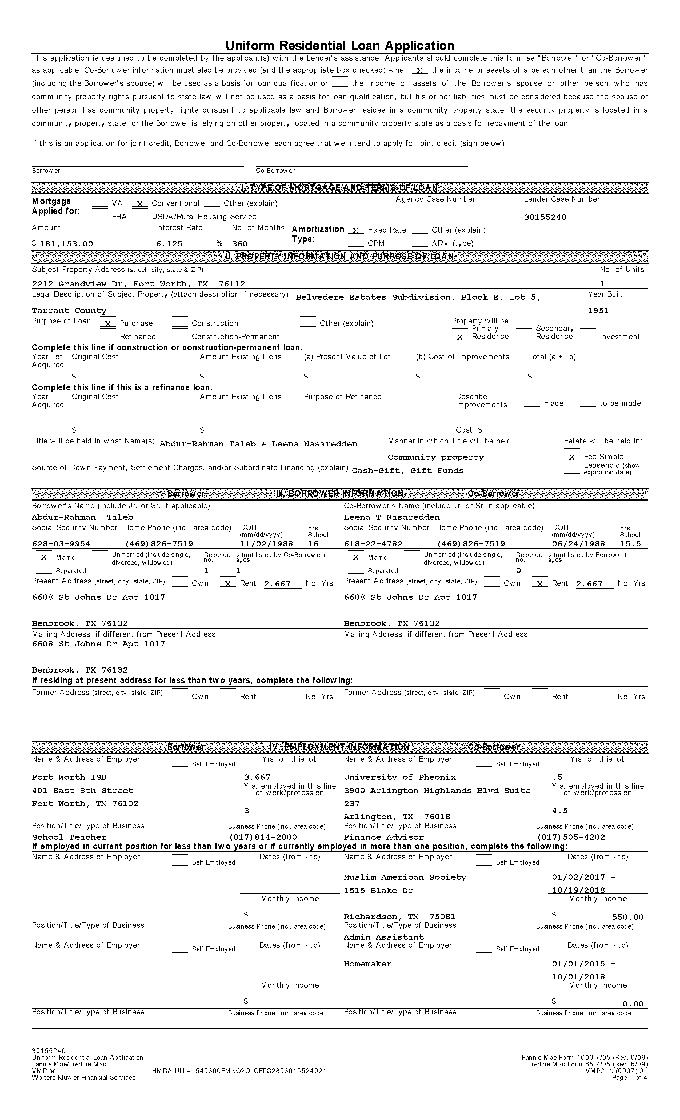 Uniform Residential Loan Application
This application is designed to be completed by the applicant(s) with the Lender's assistance. Applicants should complete this form as "Borrower" or "Co-Borrower"
as applicable. Co-Borrower information must also be provided (and the appropriate box checked) when X the income or assets of a person other than the Borrower
(including the Borrower's spouse) will be used as a basis for loan qualification or the income or assets of the Borrower's spouse or other person who has
community property rights pursuant to state law will not be used as a basis for loan qualification, but his or her liabilities must be considered because the spouse or
other person has community property rights pursuant to applicable law and Borrower resides in a community property state, the security property is located in a
community property state, or the Borrower is relying on other property located in a community property state as a basis for repayment of the loan.
If this is an application for joint credit, Borrower and Co-Borrower each agree that we intend to apply for joint credit (sign below)
Borrower Co-Borrower
I. TYPE OF MORTGAGE AND TERMS OF LOAN
Mortgage Applied for: VA X Conventional Other (explain) Agency Case Number Lender Case Number
FHA USDA/Rural Housing Service 30155240
Amount Interest Rate No. of Months Amortization Type: X Fixed Rate Other (explain)
$ 181,153.00 6.125 % 360 GPM ARM (type)
II. PROPERTY INFORMATION AND PURPOSE OF LOAN
Subject Property Address (street, city, state & ZIP) No. of Units
2212 Grandview Dr, Fort Worth, TX 76112 1
Legal Description of Subject Property (attach description if necessary) Belvedere Estates Subdivision, Block B, Lot 5, Year Built
Tarrant County 1951
Purpose of Loan X Purchase Construction Other (explain) Property will be: Primary Secondary
Refinance Construction-Permanent X Residence Residence Investment
Complete this line if construction or construction-permanent loan.
Year Lot Acquired Original Cost Amount Existing Liens (a) Present Value of Lot (b) Cost of Improvements Total (a + b)
$ $ $ $ $
Complete this line if this is a refinance loan.
Year Acquired Original Cost Amount Existing Liens Purpose of Refinance Describe Improvements made to be made
$ $ Cost: $
Title will be held in what Name(s) Abdur-Rahman Taleb & Leena Nasaredden Manner in which Title will be held Estate will be held in:
Community property X Fee Simple
Source of Down Payment, Settlement Charges, and/or Subordinate Financing (explain) Cash-Gift, Gift Funds Leasehold (show expiration date)
Borrower III. BORROWER INFORMATION Co-Borrower
Borrower's Name (include Jr. or Sr. if applicable) Co-Borrower's Name (include Jr. or Sr. if applicable)
Abdur-Rahman Taleb Leena T Nasaredden
Social Security Number Home Phone (incl. area code) DOB (mm/dd/yyyy) Yrs. School Social Security Number Home Phone (incl. area code) DOB (mm/dd/yyyy) Yrs. School
628-03-9954 (469)826-7519 11/02/1988 16 618-22-4762 (469)826-7519 06/24/1988 15.5
X Married Unmarried (include single, divorced, widowed) X Married Unmarried (include single, divorced, widowed)
Separated 1 1 Separated 0
Present Address (street, city, state, ZIP) Own X Rent 2.667 No. Yrs. Present Address (street, city, state, ZIP) Own X Rent 2.667 No. Yrs.
6606 St Johns Dr Apt 1017 6606 St Johns Dr Apt 1017
Benbrook, TX 76132 Benbrook, TX 76132
Mailing Address, if different from Present Address Mailing Address, if different from Present Address
6606 St Johns Dr Apt 1017
Benbrook, TX 76132
If residing at present address for less than two years, complete the following:
Former Address (street, city, state, ZIP) Own Rent No. Yrs. Former Address (street, city, state, ZIP) Own Rent No. Yrs.
Borrower IV. EMPLOYMENT INFORMATION Co-Borrower
Name & Address of Employer Self Employed Yrs. on this job Name & Address of Employer Self Employed Yrs. on this job
Fort Worth ISD 3.667 University of Pheonix .5
401 East 8th Street Yrs. employed in this line of work/profession 3900 Arlington Highlands Blvd Suite Yrs. employed in this line of work/profession
Fort Worth, TX 76102 3 237 4.5
Arlington, TX 76018
Position/Title/Type of Business Business Phone (incl. area code) Position/Title/Type of Business Business Phone (incl. area code)
School Teacher (817)814-2000 Finance Advisor (817)505-4202
If employed in current position for less than two years or if currently employed in more than one position, complete the following:
Name & Address of Employer Self Employed Dates (from - to) Name & Address of Employer Self Employed Dates (from - to)
Muslim American Society 01/02/2017 -
1515 Blake Dr 10/19/2018
Monthly Income Monthly Income
$ Richardson, TX 75081 $ 550.00
Position/Title/Type of Business Business Phone (incl. area code) Position/Title/Type of Business Business Phone (incl. area code)
Admin Assistant
Name & Address of Employer Self Employed Dates (from - to) Name & Address of Employer Self Employed Dates (from - to)
Homemaker 01/01/2015 -
10/01/2018
Monthly Income Monthly Income
$ $ 0.00
Position/Title/Type of Business Business Phone (incl. area code) Position/Title/Type of Business Business Phone (incl. area code)
30155240
Uniform Residential Loan Application
Fannie Mae/Freddie Mac
Wolters Kluwer Financial Services